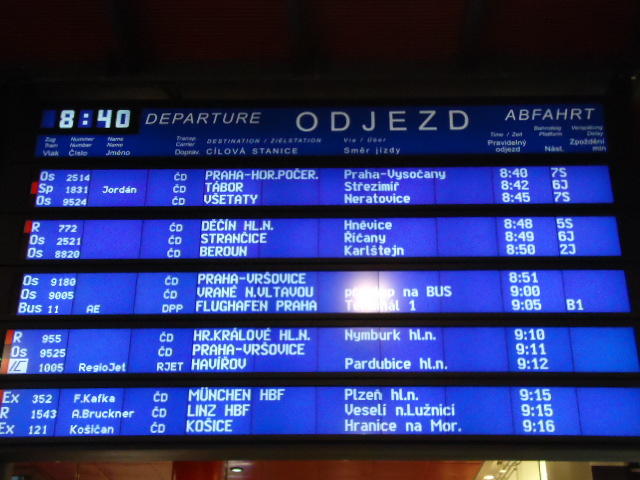 8:40 DEPARTURE ODJEZD ABFAHRT
Zug Nummer Name Transp. DESTINATION / ZIELSTATION Via / Über Time / Zeit Bahnsteig Verspätung
Train Number Name Carrier Platform Delay
Vlak Číslo Jméno Doprav. CÍLOVÁ STANICE Směr jízdy Pravidelný odjezd Nást. Zpoždění min
Os 2514 ČD PRAHA-HOR.POČER. Praha-Vysočany 8:40 7S
Sp 1831 Jordán ČD TÁBOR Střezimíř 8:42 6J
Os 9524 ČD VŠETATY Neratovice 8:45 7S
R 772 ČD DĚČÍN HL.N. Hněvice 8:48 5S
Os 2521 ČD STRANČICE Říčany 8:49 6J
Os 8820 ČD BEROUN Karlštejn 8:50 2J
Os 9180 ČD PRAHA-VRŠOVICE 8:51
Os 9005 ČD VRANÉ N.VLTAVOU na BUS 9:00
Bus 11 AE DPP FLUGHAFEN PRAHA 1 9:05 B1
R 955 ČD HR.KRÁLOVÉ HL.N. Nymburk hl.n. 9:10
Os 9525 ČD PRAHA-VRŠOVICE 9:11
IC 1005 RegioJet RJET HAVÍŘOV Pardubice hl.n. 9:12
Ex 352 F.Kafka ČD MÜNCHEN HBF Plzeň hl.n. 9:15
R 1543 A.Bruckner ČD LINZ HBF Veselí n.Lužnicí 9:15
Ex 121 Košičan ČD KOŠICE Hranice na Mor. 9:16